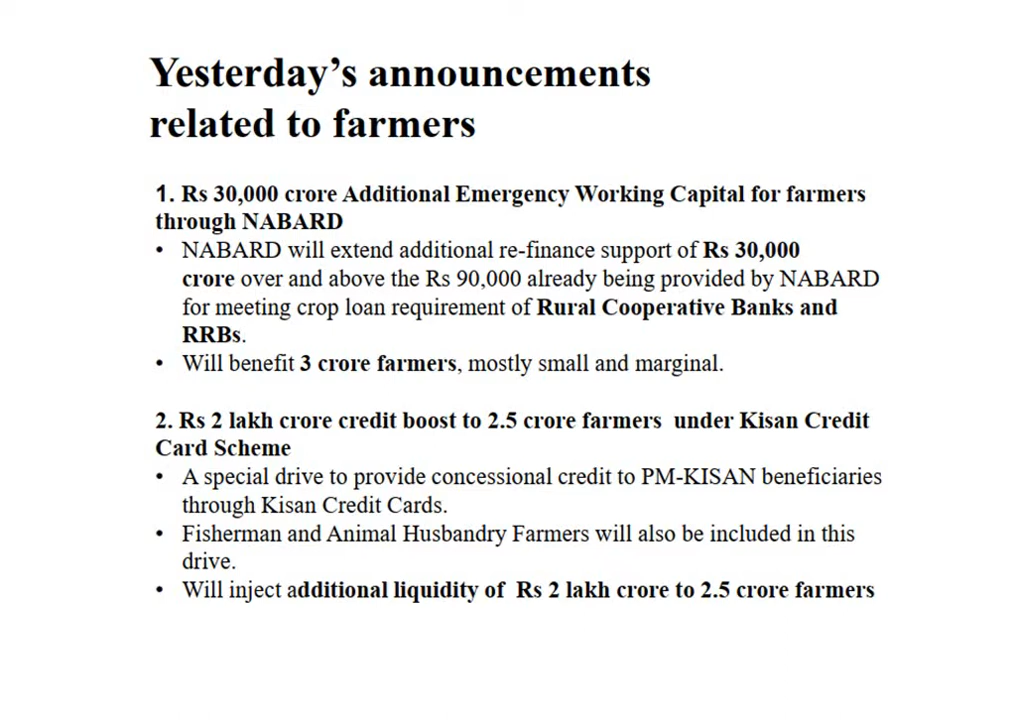 Yesterday's announcements
related to farmers
1. Rs 30,000 crore Additional Emergency Working Capital for farmers
through NABARD
• NABARD will extend additional re-finance support of Rs 30,000
crore over and above the Rs 90,000 already being provided by NABARD
for meeting crop loan requirement of Rural Cooperative Banks and
RRBs.
• Will benefit 3 crore farmers, mostly small and marginal.
2. Rs 2 lakh crore credit boost to 2.5 crore farmers under Kisan Credit
Card Scheme
• A special drive to provide concessional credit to PM-KISAN beneficiaries
through Kisan Credit Cards.
• Fisherman and Animal Husbandry Farmers will also be included in this
drive.
• Will inject additional liquidity of Rs 2 lakh crore to 2.5 crore farmers